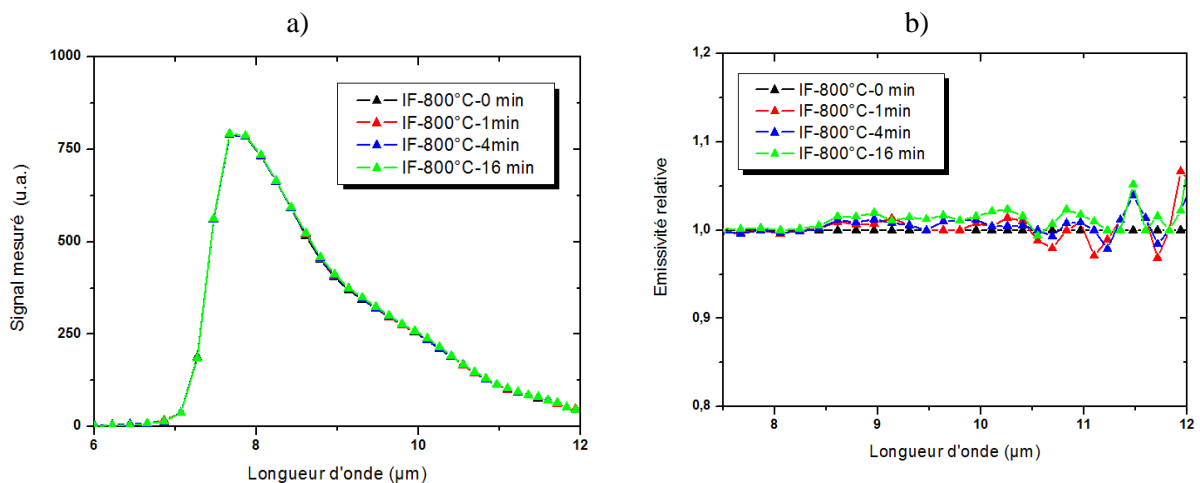 a)
1000
750
500
250
0
6
8
10
12
Signal mesuré (u.a.)
Longueur d'onde (µm)
IF-800°C-0 min
IF-800°C-1min
IF-800°C-4min
IF-800°C-16 min
b)
1,2
1,1
1,0
0,9
0,8
8
9
10
11
12
Emissivité relative
Longueur d'onde (µm)
IF-800°C-0 min
IF-800°C-1min
IF-800°C-4min
IF-800°C-16 min